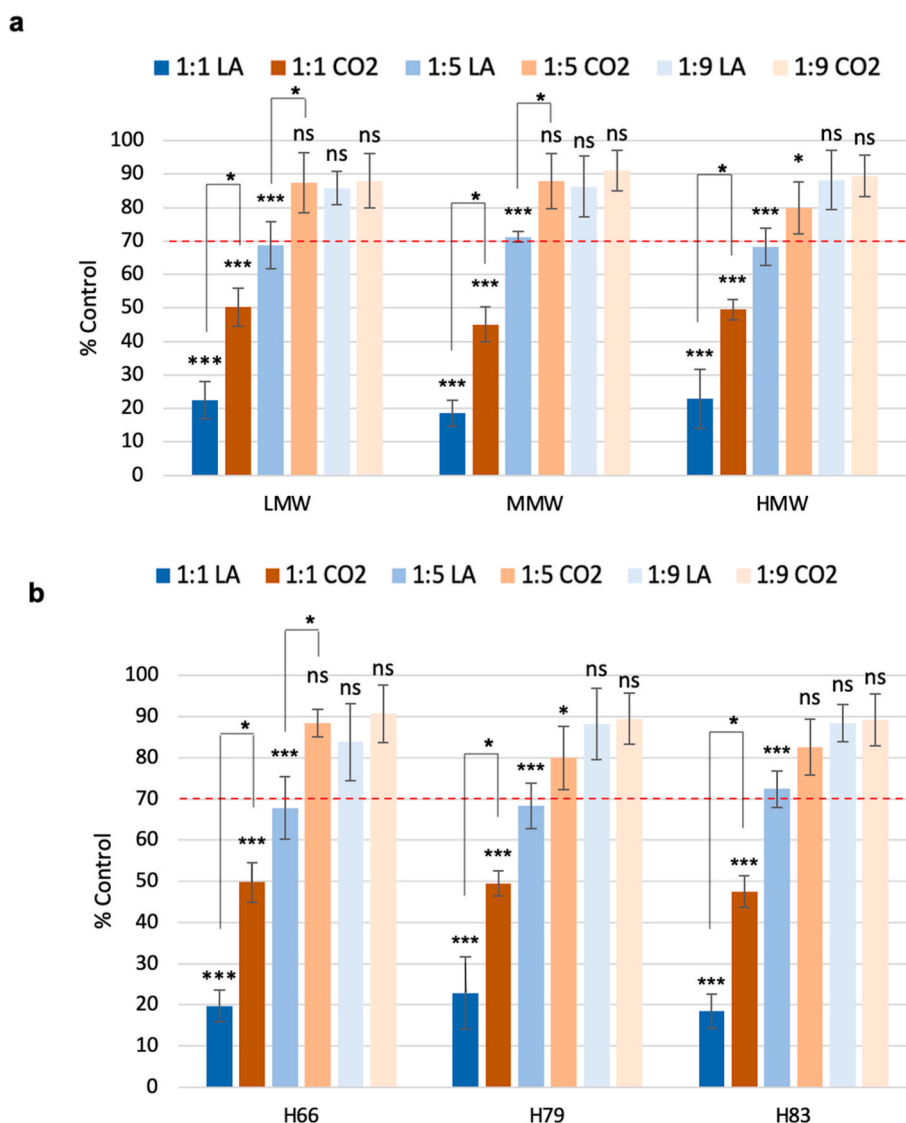 a
1:1 LA 1:1 CO2 1:5 LA 1:5 CO2 1:9 LA 1:9 CO2
* *
ns ns ns ns ns ns ns
* * * *
*** *** ***
*** *** ***
*** *** ***
100
90
80
70
60
50
40
30
20
10
0
% Control
LMW MMW HMW
b
1:1 LA 1:1 CO2 1:5 LA 1:5 CO2 1:9 LA 1:9 CO2
*
ns ns ns ns ns ns ns ns
* * * *
*** *** ***
*** *** ***
*** *** ***
100
90
80
70
60
50
40
30
20
10
0
% Control
H66 H79 H83